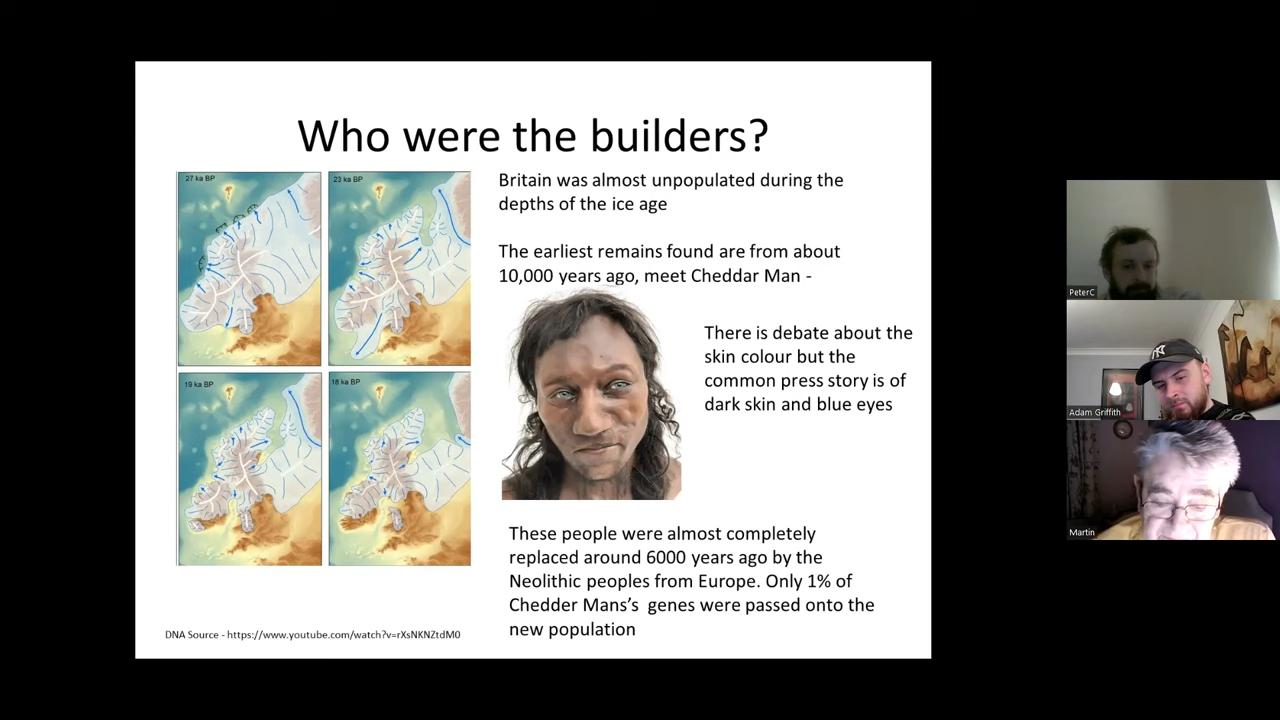 Who were the builders?
27 ka BP
23 ka BP
19 ka BP
18 ka BP
Britain was almost unpopulated during the
depths of the ice age
The earliest remains found are from about
10,000 years ago, meet Cheddar Man -
There is debate about the
skin colour but the
common press story is of
dark skin and blue eyes
These people were almost completely
replaced around 6000 years ago by the
Neolithic peoples from Europe. Only 1% of
Chedder Mans's genes were passed onto the
new population
DNA Source - https://www.youtube.com/watch?v=rXsNKNZtdM0
PeterC
Adam Griffith
Martin